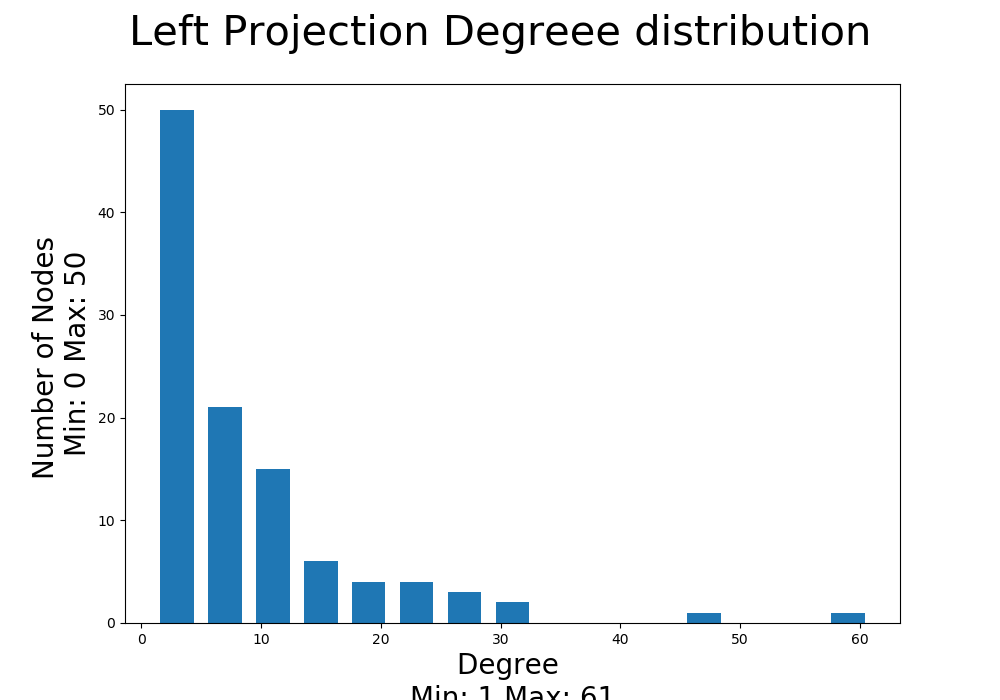 Left Projection Degreee distribution
50
40
30
20
10
0
Number of Nodes
Min: 0 Max: 50
0 10 20 30 40 50 60
Degree
Min: 1 Max: 61